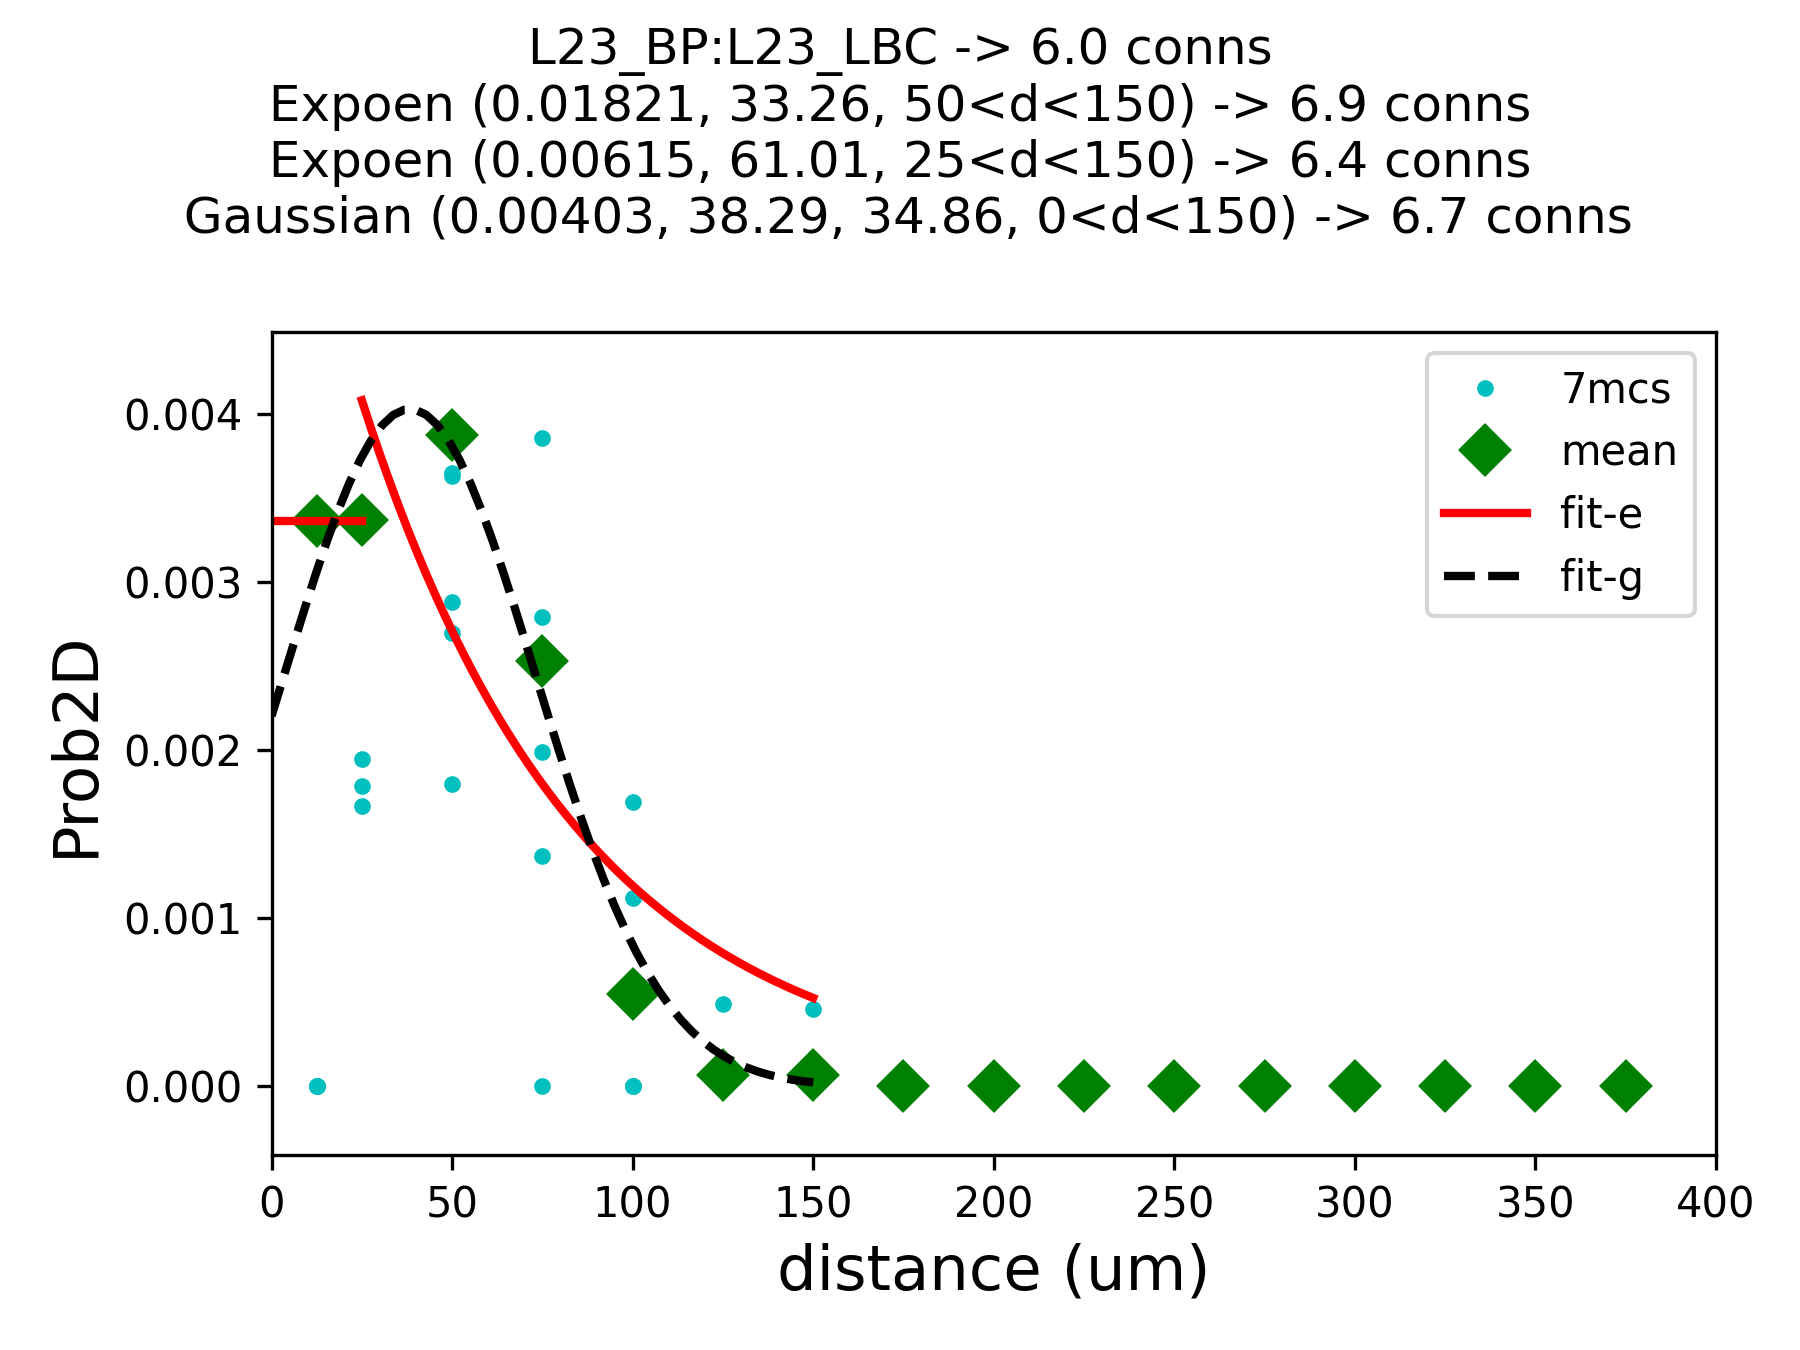 L23_BP:L23_LBC -> 6.0 conns
Expoen (0.01821, 33.26, 50<d<150) -> 6.9 conns
Expoen (0.00615, 61.01, 25<d<150) -> 6.4 conns
Gaussian (0.00403, 38.29, 34.86, 0<d<150) -> 6.7 conns
7mcs
mean
fit-e
fit-g
Prob2D
0.004
0.003
0.002
0.001
0.000
0 50 100 150 200 250 300 350 400
distance (um)